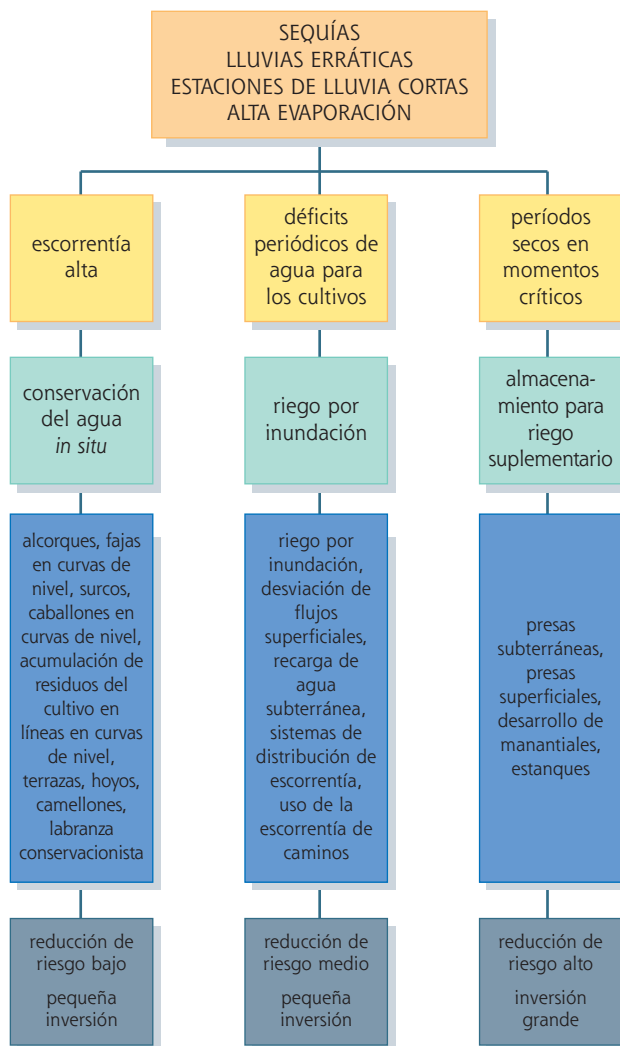 SEQUÍAS
LLUVIAS ERRÁTICAS
ESTACIONES DE LLUVIA CORTAS
ALTA EVAPORACIÓN
escorrentía
alta
déficits
periódicos de
agua para
los cultivos
períodos
secos en
momentos
críticos
conservación
del agua
in situ
riego por
inundación
almacena-
miento para
riego
suplementario
alcorques, fajas
en curvas de
nivel, surcos,
caballones en
curvas de nivel,
acumulación de
residuos del
cultivo en
líneas en curvas
de nivel,
terrazas, hoyos,
camellones,
labranza
conservacionista
riego por
inundación,
desviación de
flujos
superficiales,
recarga de
agua
subterránea,
sistemas de
distribución de
escorrentía,
uso de la
escorrentía de
caminos
presas
subterráneas,
presas
superficiales,
desarrollo de
manantiales,
estanques
reducción de
riesgo bajo
pequeña
inversión
reducción de
riesgo medio
pequeña
inversión
reducción de
riesgo alto
inversión
grande